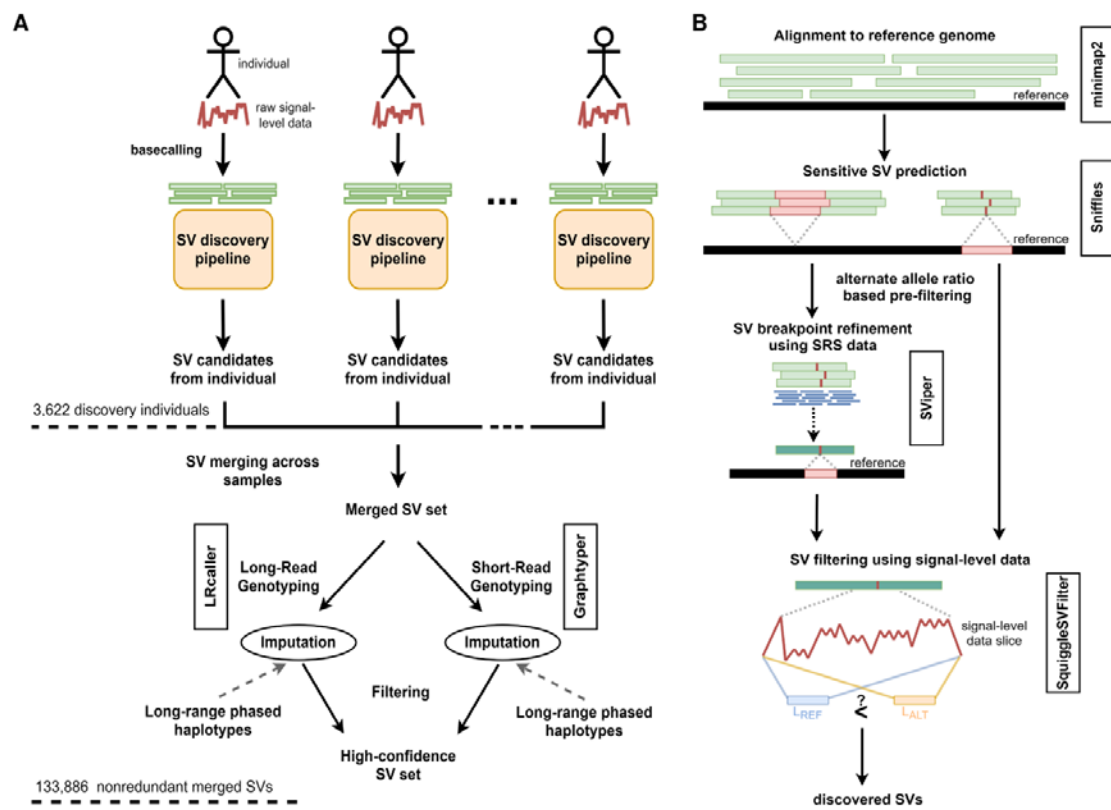 A
individual
raw signal-
level data
basecalling
...
SV discovery
pipeline
SV discovery
pipeline
SV discovery
pipeline
SV candidates
from individual
SV candidates
from individual
SV candidates
from individual
3.622 discovery individuals
SV merging across
samples
Merged SV set
LRcaller
Long-Read
Genotyping
Short-Read
Genotyping
Graphtyper
Imputation
Imputation
Filtering
Long-range phased
haplotypes
Long-range phased
haplotypes
High-confidence
SV set
133,886 nonredundant merged SVs
B
Alignment to reference genome
reference
minimap2
Sensitive SV prediction
reference
Sniffles
alternate allele ratio
based pre-filtering
SV breakpoint refinement
using SRS data
SViper
reference
SV filtering using signal-level data
signal-level
data slice
SquiggleSVFilter
LREF
?
<
LALT
discovered SVs